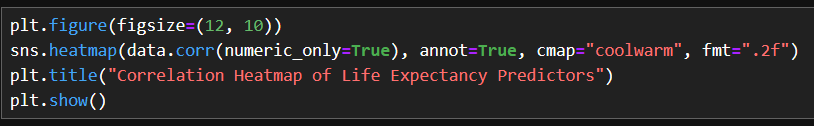 plt.figure(figsize=(12, 10))
sns.heatmap(data.corr(numeric_only=True), annot=True, cmap="coolwarm", fmt=".2f")
plt.title("Correlation Heatmap of Life Expectancy Predictors")
plt.show()